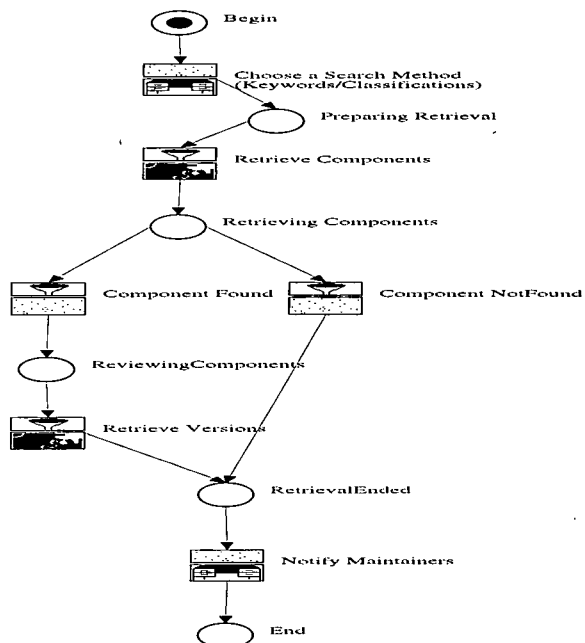 Begin
Choose a Search Method
(Keywords/Classifications)
Preparing Retrieval
Retrieve Components
Retrieving Components
Component Found
Component NotFound
ReviewingComponents
Retrieve Versions
RetrievalEnded
Notify Maintainers
End